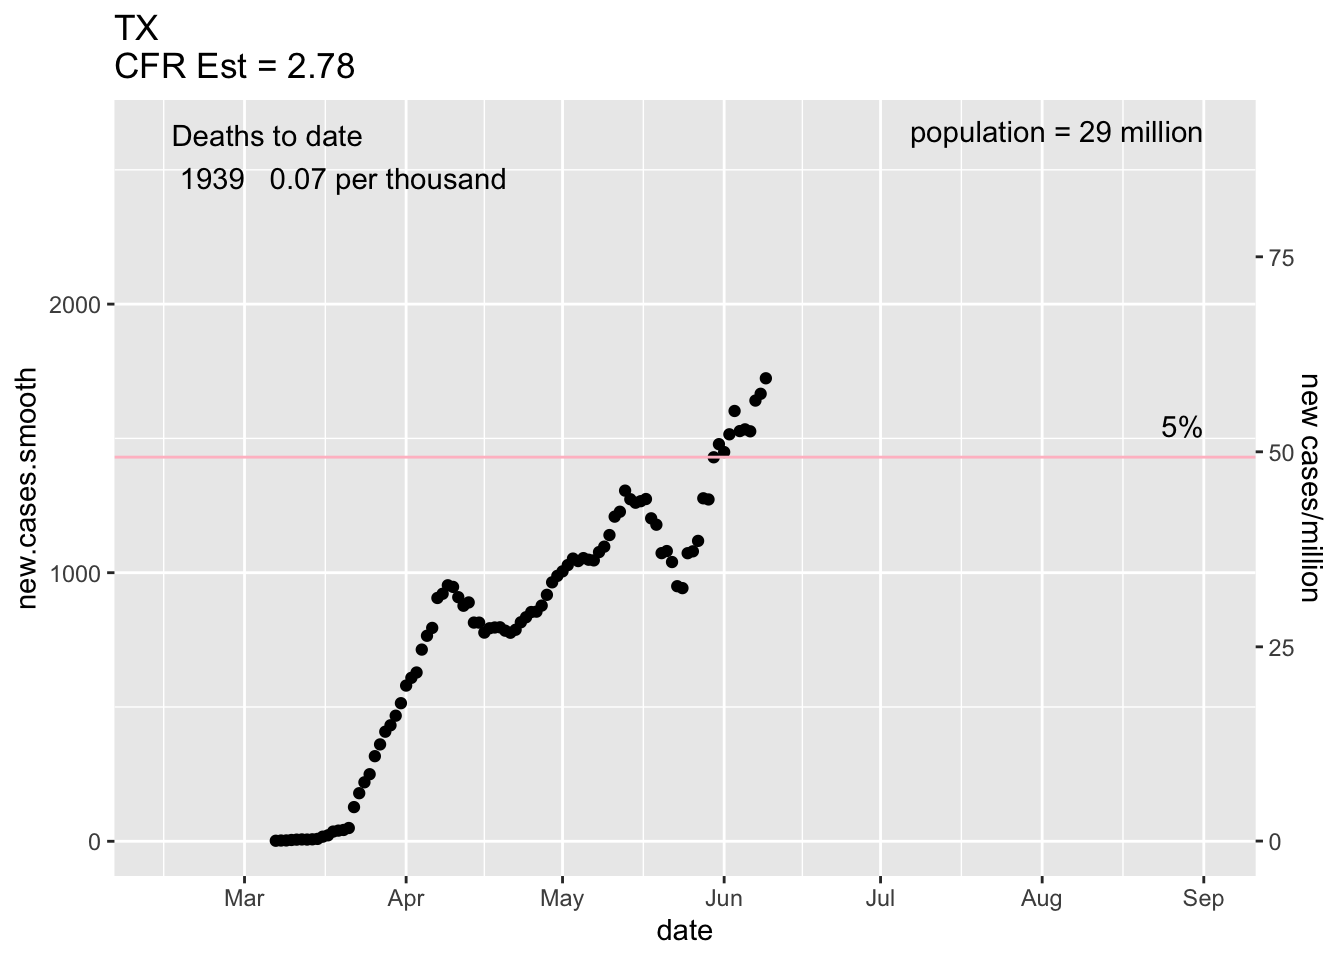 TX
CFR Est = 2.78
Deaths to date
1939 0.07 per thousand
population = 29 million
5%
2000
1000
0
new.cases.smooth
75
50
25
0
new cases/million
Mar Apr May Jun Jul Aug Sep
date